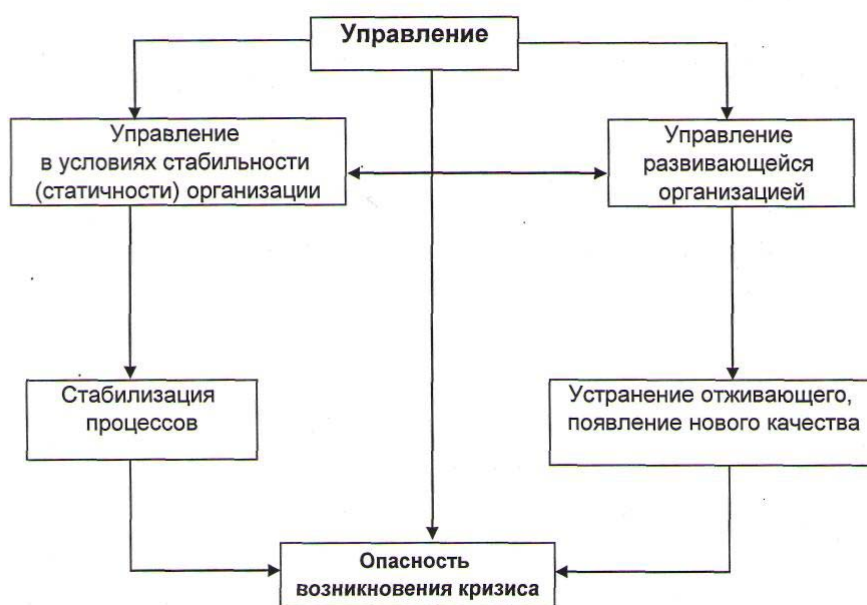 Управление
Управление
в условиях стабильности
(статичности) организации
Управление
развивающейся
организацией
Стабилизация
процессов
Устранение отживающего,
появление нового качества
Опасность
возникновения кризиса